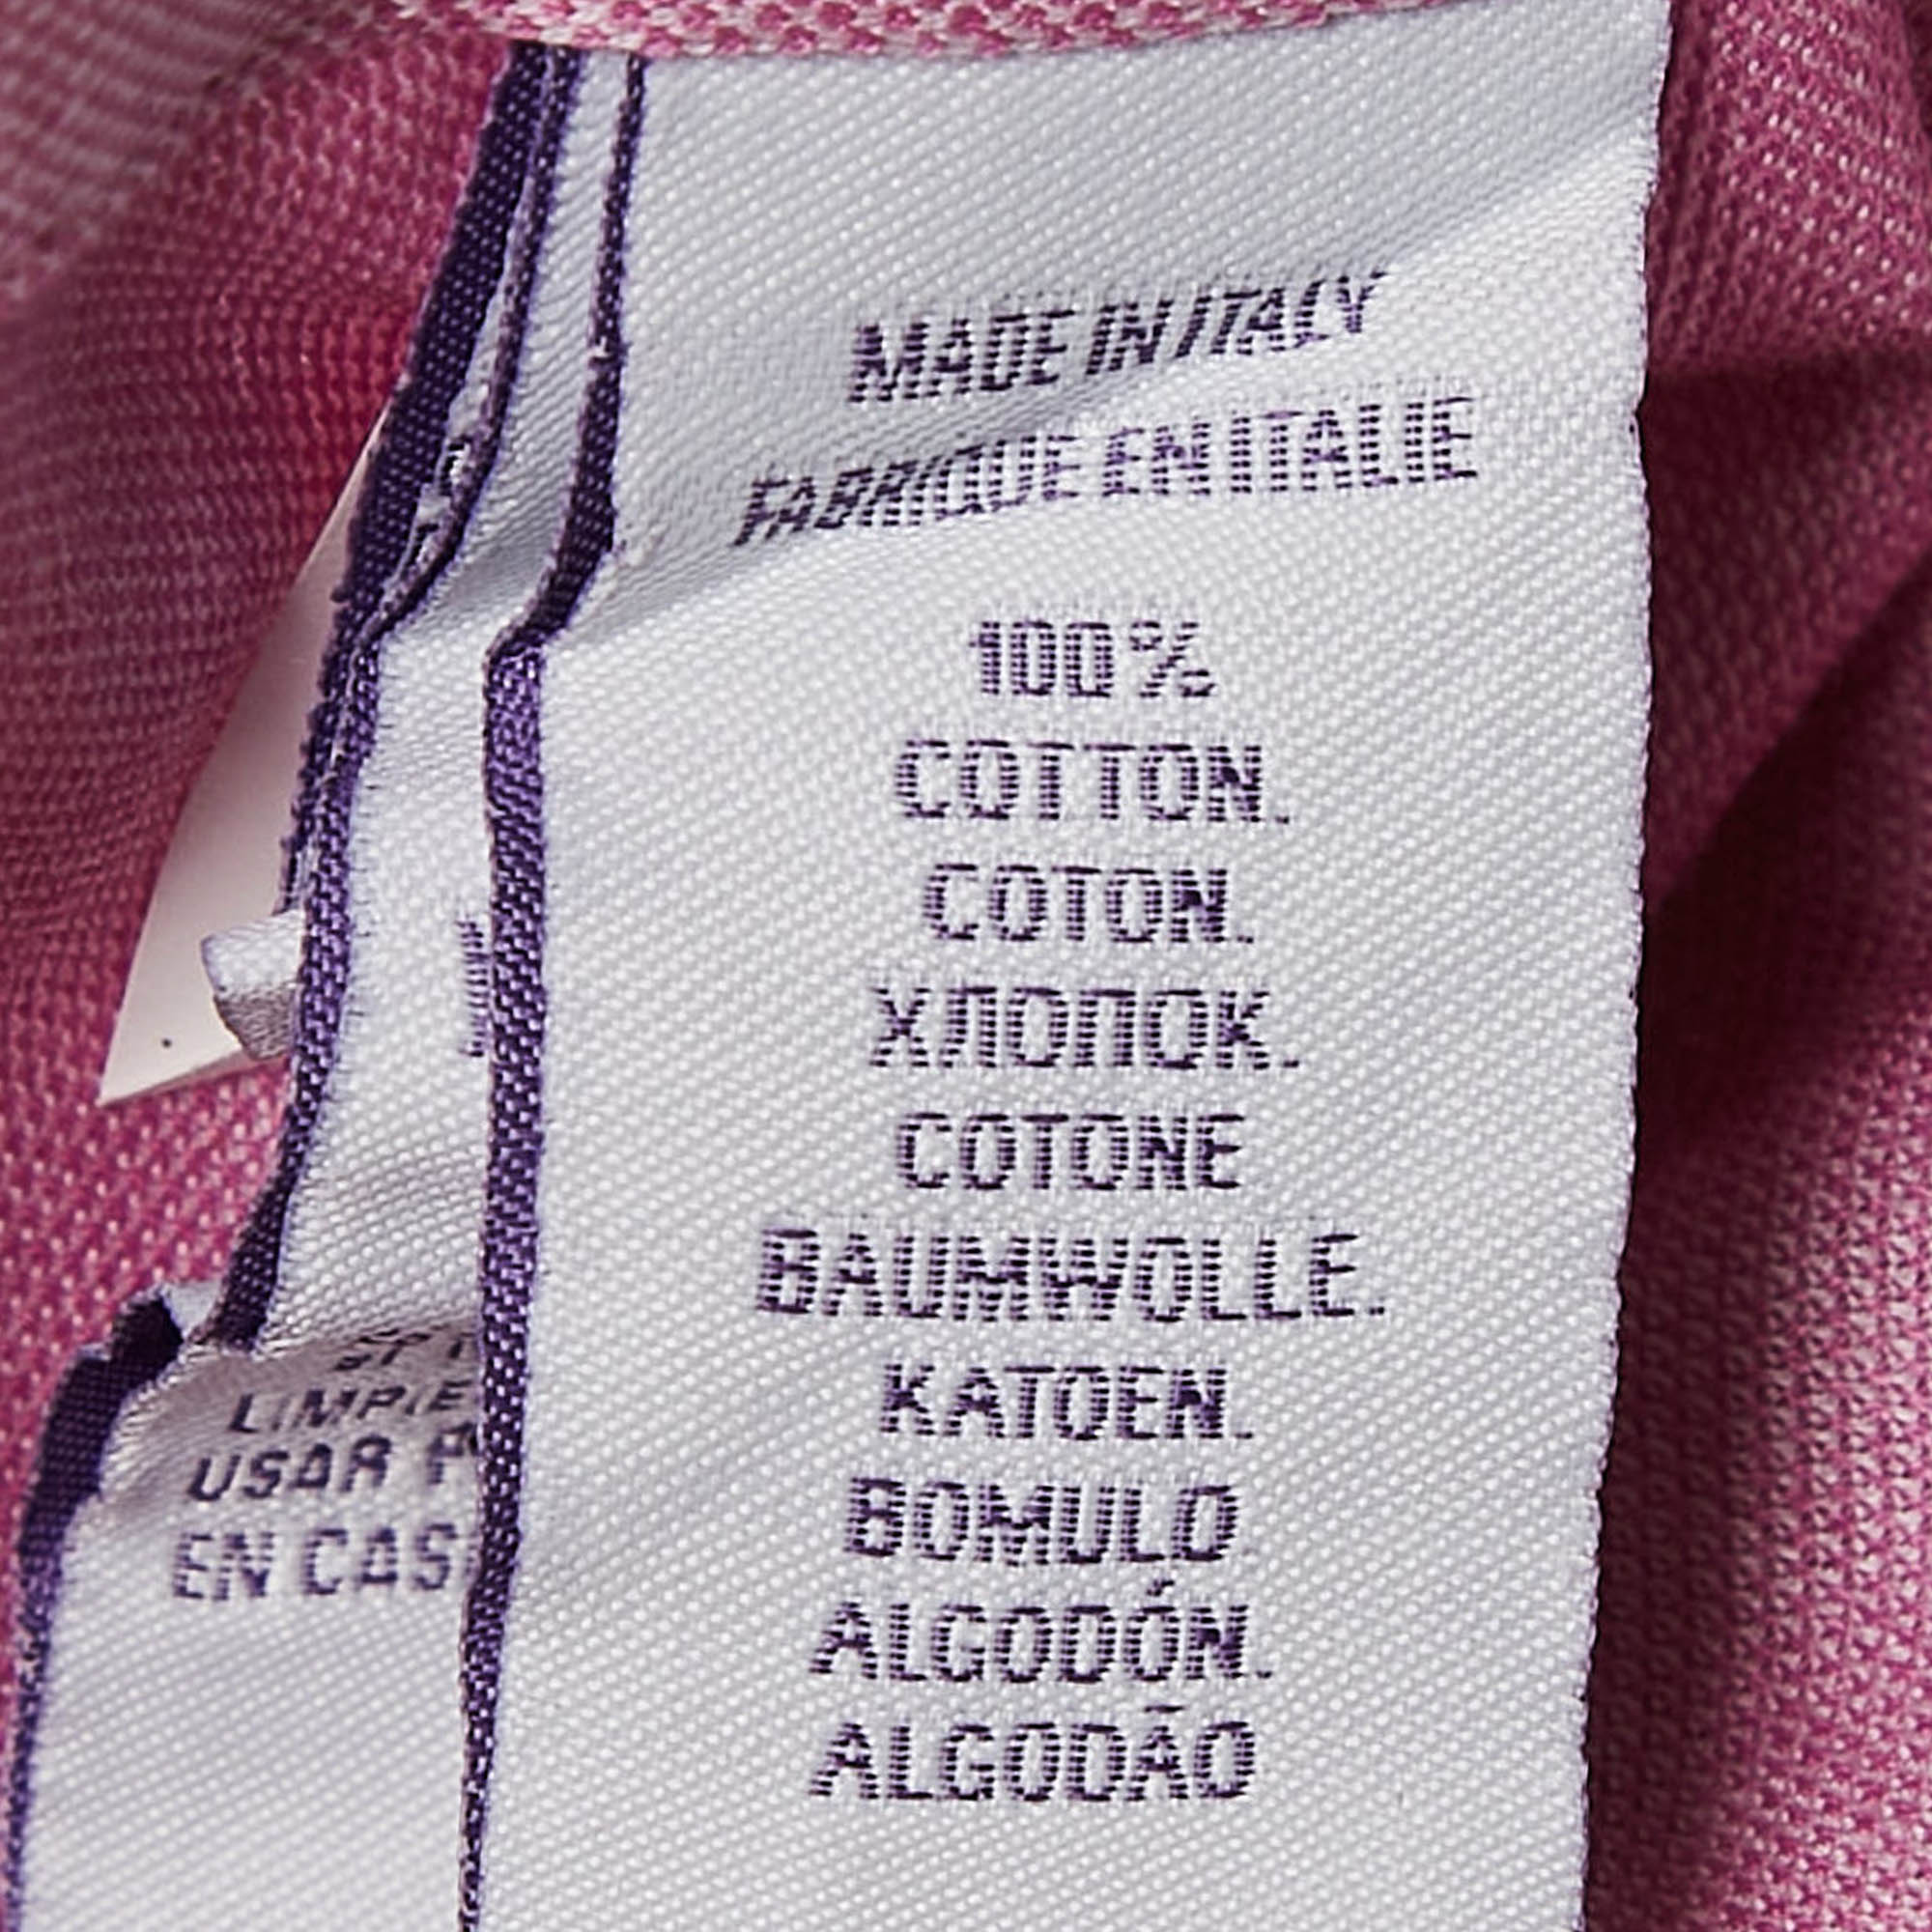 MADE IN ITALY
FABRIQUE EN ITALIE
100%
COTTON.
COTON.
ХЛОПОК.
COTONE
BAUMWOLLE.
KATOEN.
BOMULO
ALGODÓN.
ALGODÃO
LIMPIE
USAR
EN CAS